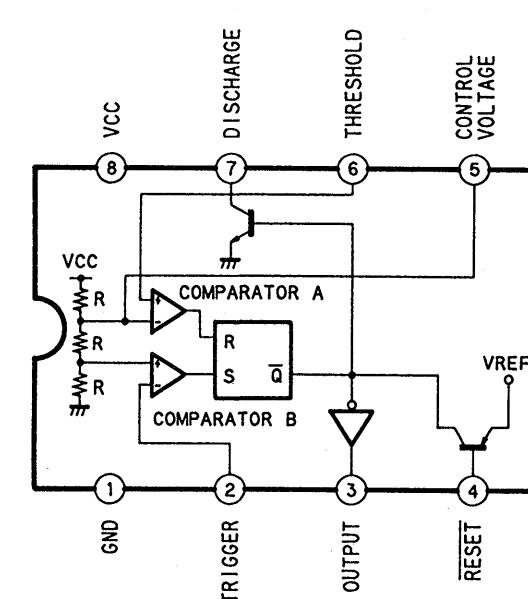 VCC
DISCHARGE
THRESHOLD
CONTROL
VOLTAGE
8
7
6
5
VCC
R
COMPARATOR A
+
-
R
R
S
Q̅
+
-
R
COMPARATOR B
VREF
1
2
3
4
GND
TRIGGER
OUTPUT
R̅E̅S̅E̅T̅